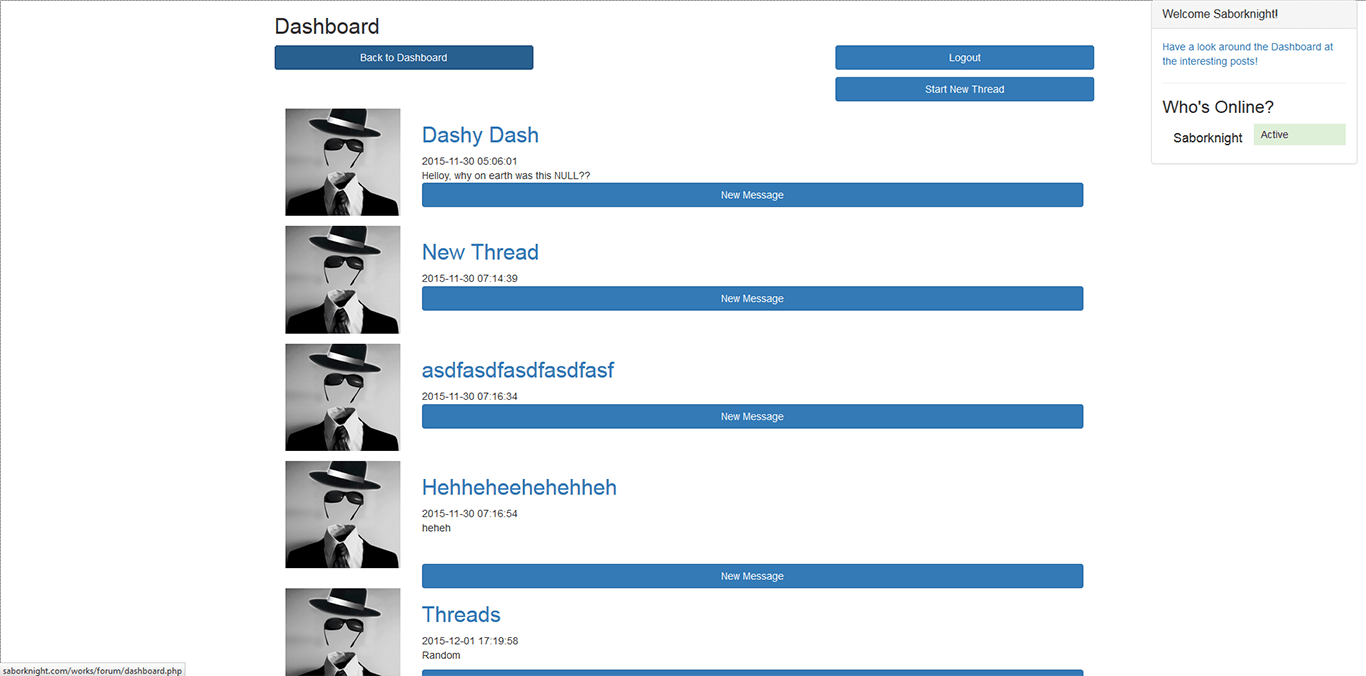 Dashboard
Back to Dashboard
Logout
Start New Thread
Dashy Dash
2015-11-30 05:06:01
Helloy, why on earth was this NULL??
New Message
New Thread
2015-11-30 07:14:39
New Message
asdfasdfasdfasdfasf
2015-11-30 07:16:34
New Message
Hehheheehehehheh
2015-11-30 07:16:54
heheh
New Message
Threads
2015-12-01 17:19:58
Random
Welcome Saborknight!
Have a look around the Dashboard at
the interesting posts!
Who's Online?
Saborknight Active
saborknight.com/works/forum/dashboard.php